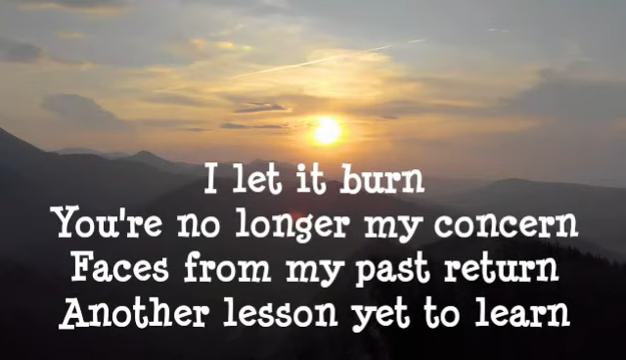 I let it burn
You're no longer my concern
Faces from my past return
Another lesson yet to learn